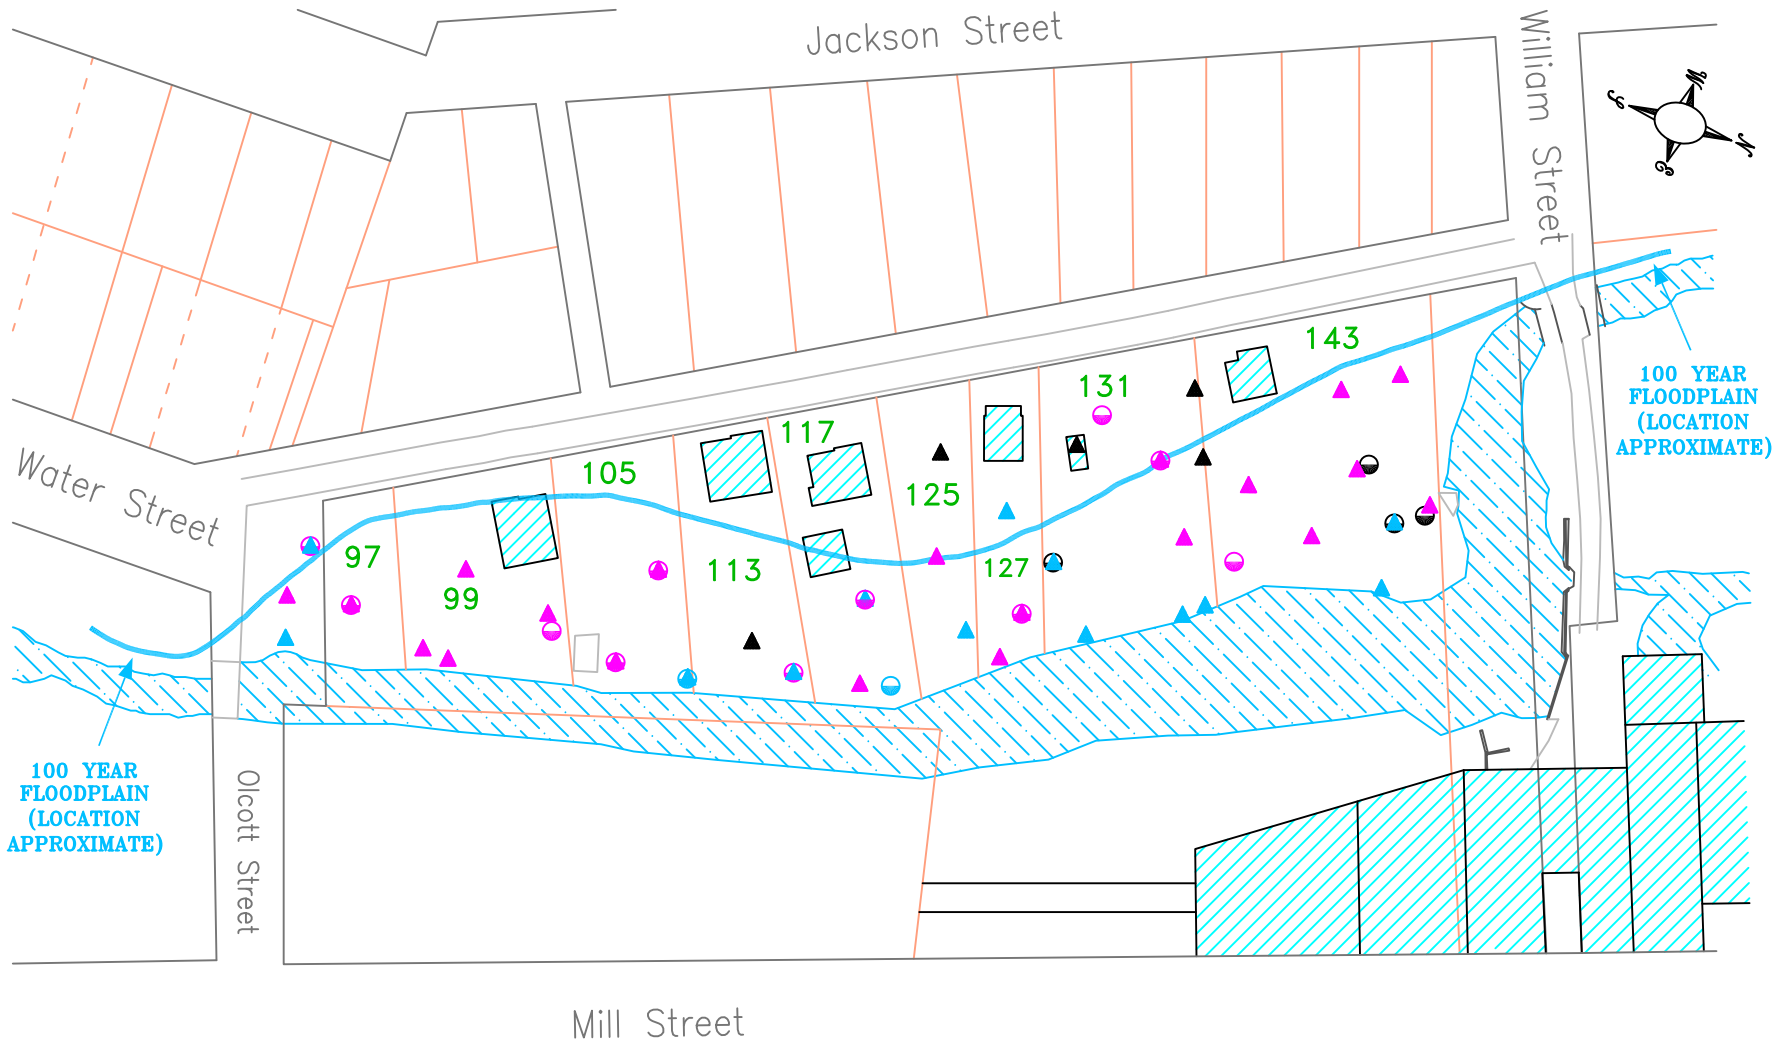 Jackson Street
William Street
W
S
N
E
143
131
100 YEAR
FLOODPLAIN
(LOCATION
APPROXIMATE)
117
105
125
Water Street
97
113
127
99
100 YEAR
FLOODPLAIN
(LOCATION
APPROXIMATE)
Olcott Street
Mill Street